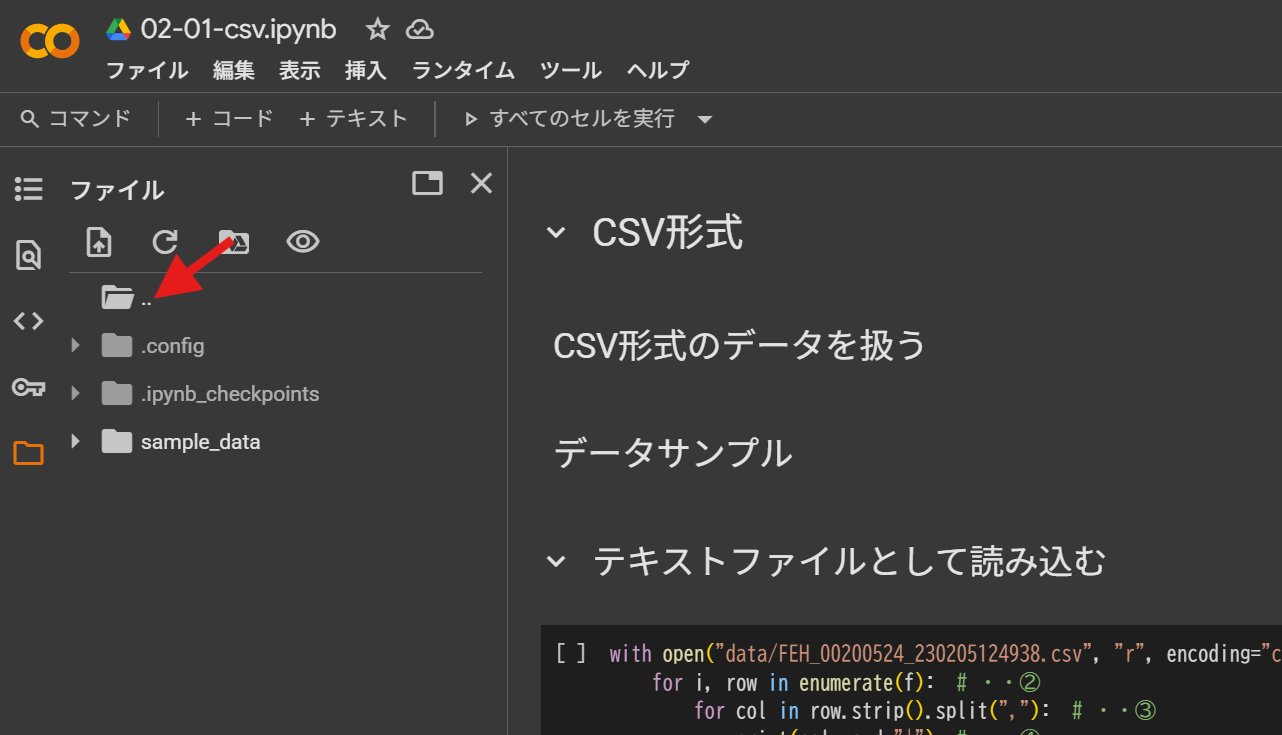 02-01-csv.ipynb
ファイル 編集 表示 挿入 ランタイム ツール ヘルプ
コマンド + コード + テキスト すべてのセルを実行
ファイル
..
.config
.ipynb_checkpoints
sample_data
CSV形式
CSV形式のデータを扱う
データサンプル
テキストファイルとして読み込む
[ ] with open("data/FEH_00200524_230205124938.csv", "r", encoding="c
for i, row in enumerate(f): # ・・②
for col in row.strip().split(","): # ・・③